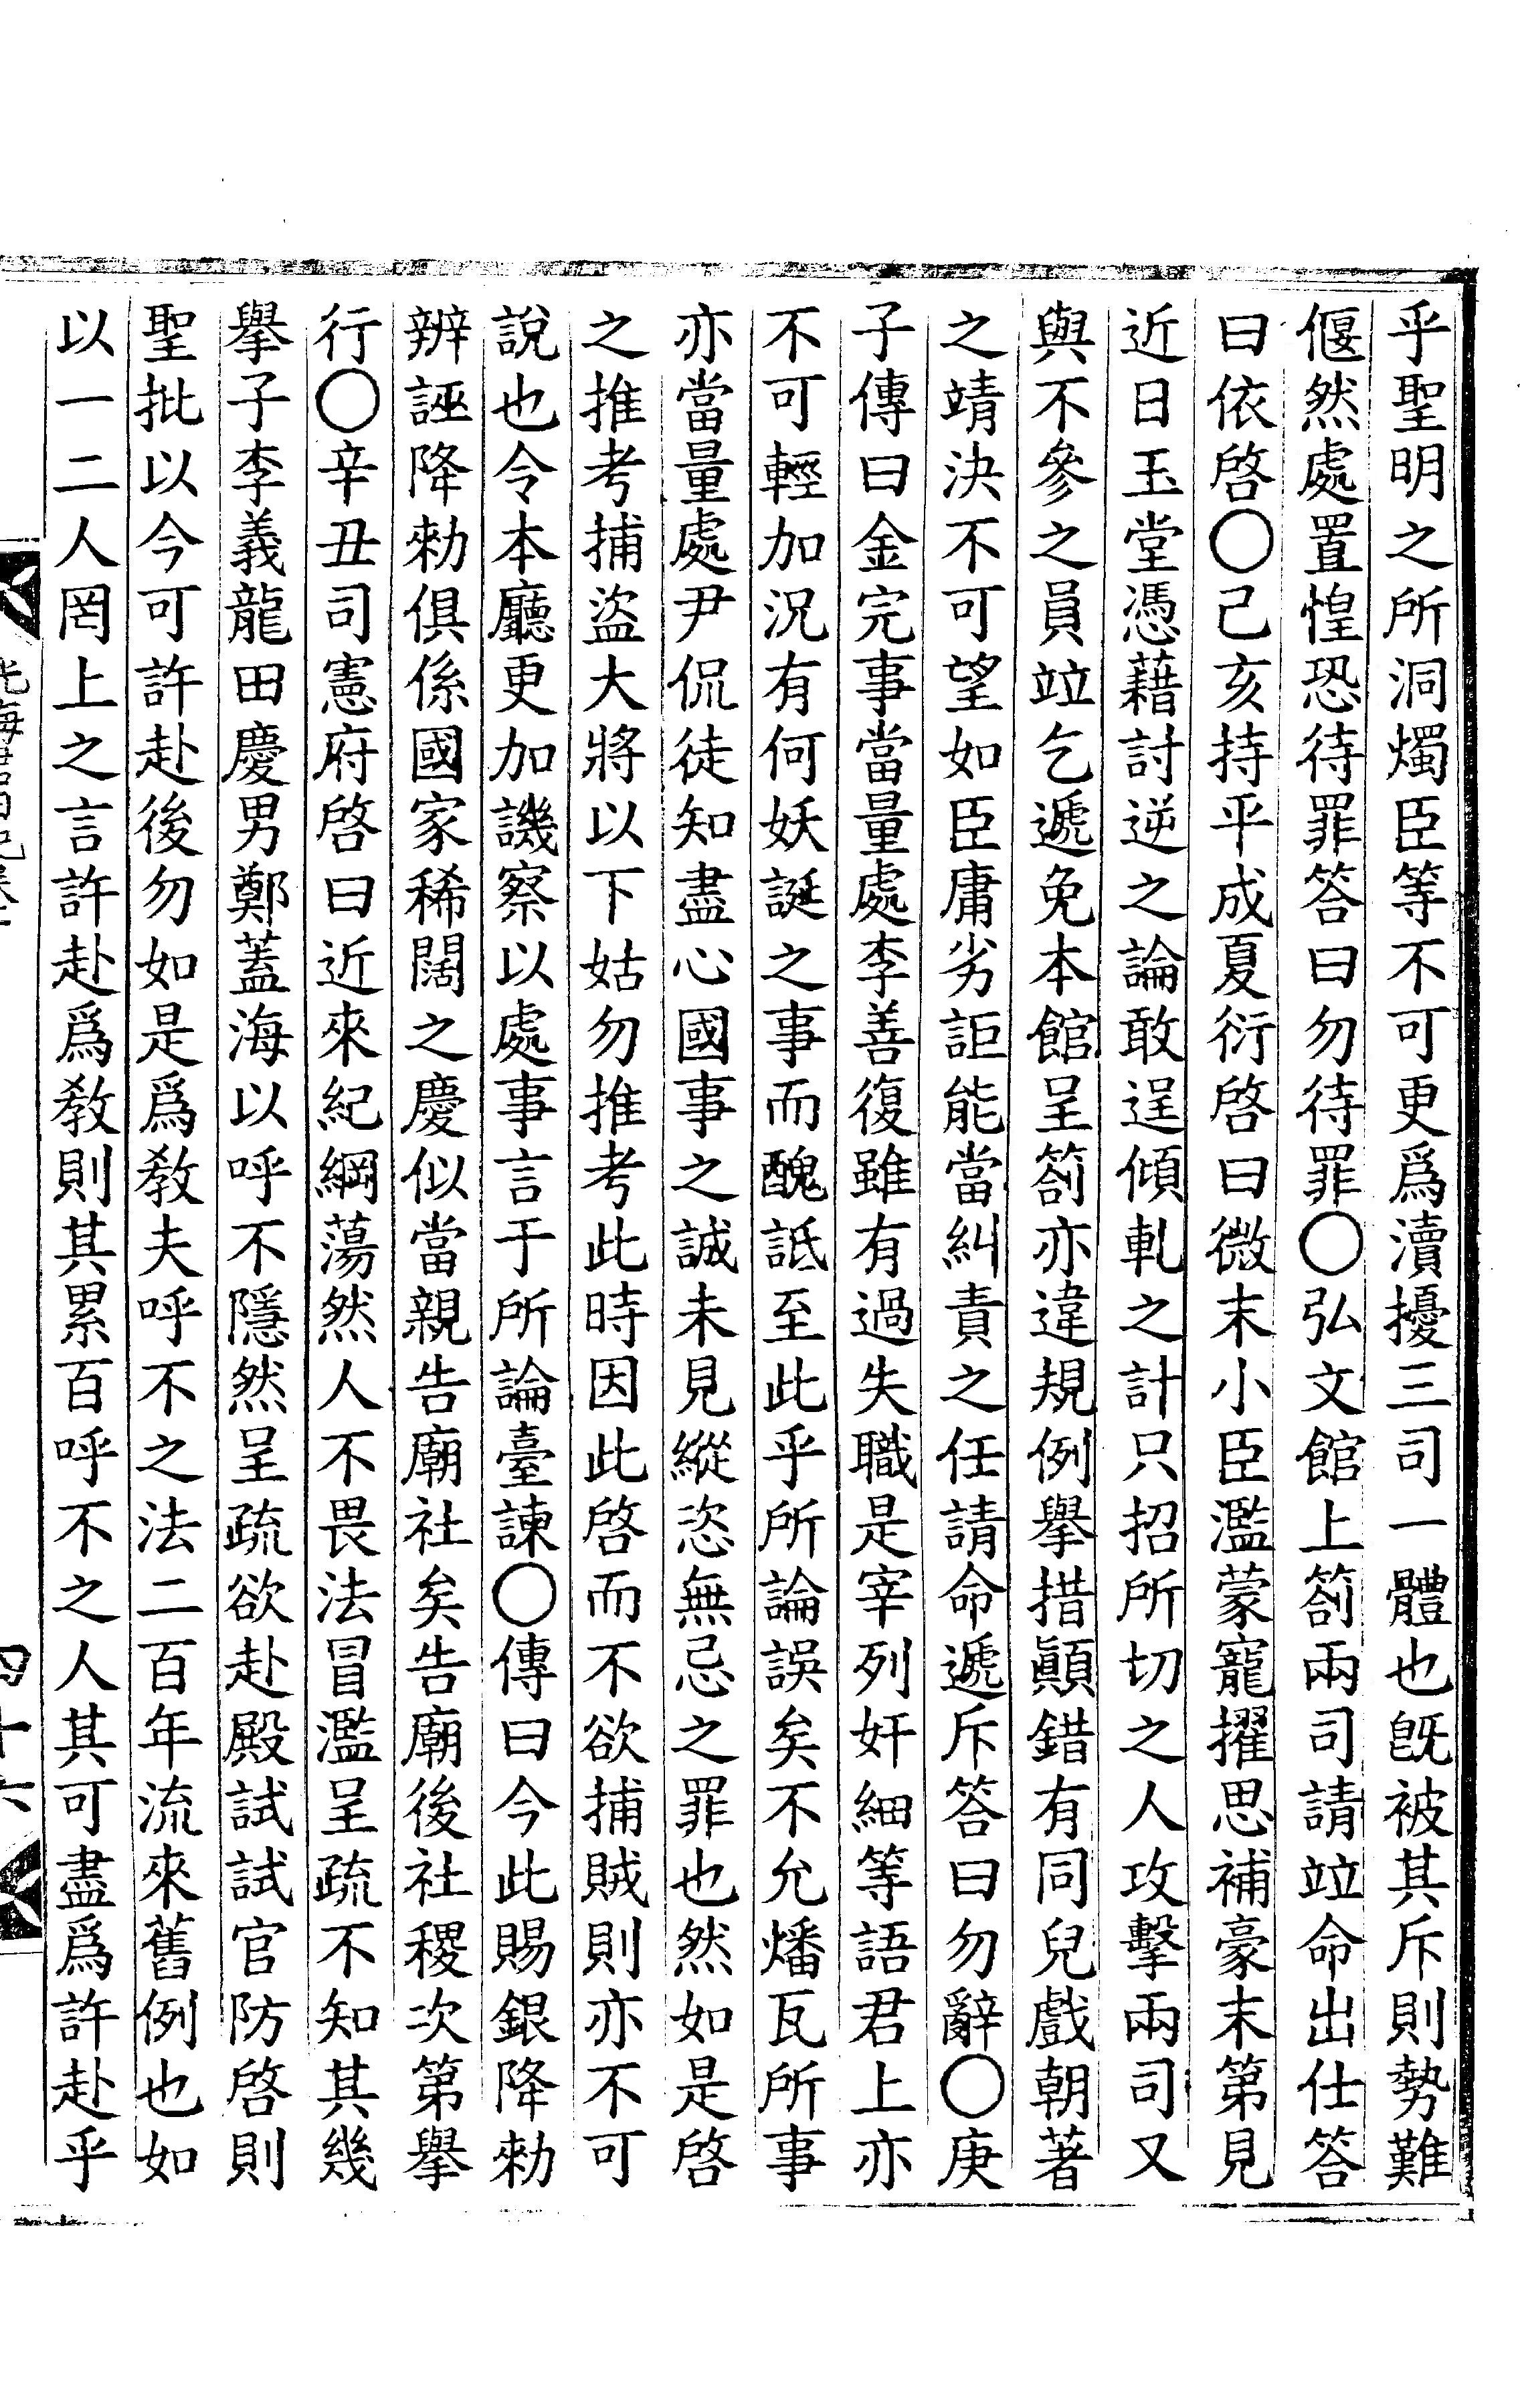 乎聖明之所洞燭臣等不可更爲瀆擾三司一體也旣被其斥則勢難
偃然處置惶恐待罪答曰勿待罪○弘文館上箚兩司請竝命出仕答
曰依啓○己亥持平成夏衍啓曰微末小臣濫蒙寵擢思補豪末第見
近日玉堂憑藉討逆之論敢逞傾軋之計只招所切之人攻擊兩司又
與不參之員竝乞遞免本館呈箚亦違規例擧措顚錯有同兒戲朝著
之靖決不可望如臣庸劣詎能當糾責之任請命遞斥答曰勿辭○庚
子傳曰金完事當量處李善復雖有過失職是宰列奸細等語君上亦
不可輕加況有何妖誕之事而醜詆至此乎所論誤矣不允燔瓦所事
亦當量處尹侃徒知盡心國事之誠未見縱恣無忌之罪也然如是啓
之推考捕盜大將以下姑勿推考此時因此啓而不欲捕賊則亦不可
說也令本廳更加譏察以處事言于所論臺諫○傳曰今此賜銀降勑
辨誣降勑俱係國家稀闊之慶似當親告廟社矣告廟後社稷次第擧
行○辛丑司憲府啓曰近來紀綱蕩然人不畏法冒濫呈疏不知其幾
擧子李義龍田慶男鄭蓋海以呼不隱然呈疏欲赴殿試試官防啓則
聖批以今可許赴後勿如是爲敎夫呼不之法二百年流來舊例也如
以一二人罔上之言許赴爲敎則其累百呼不之人其可盡爲許赴乎
四十六